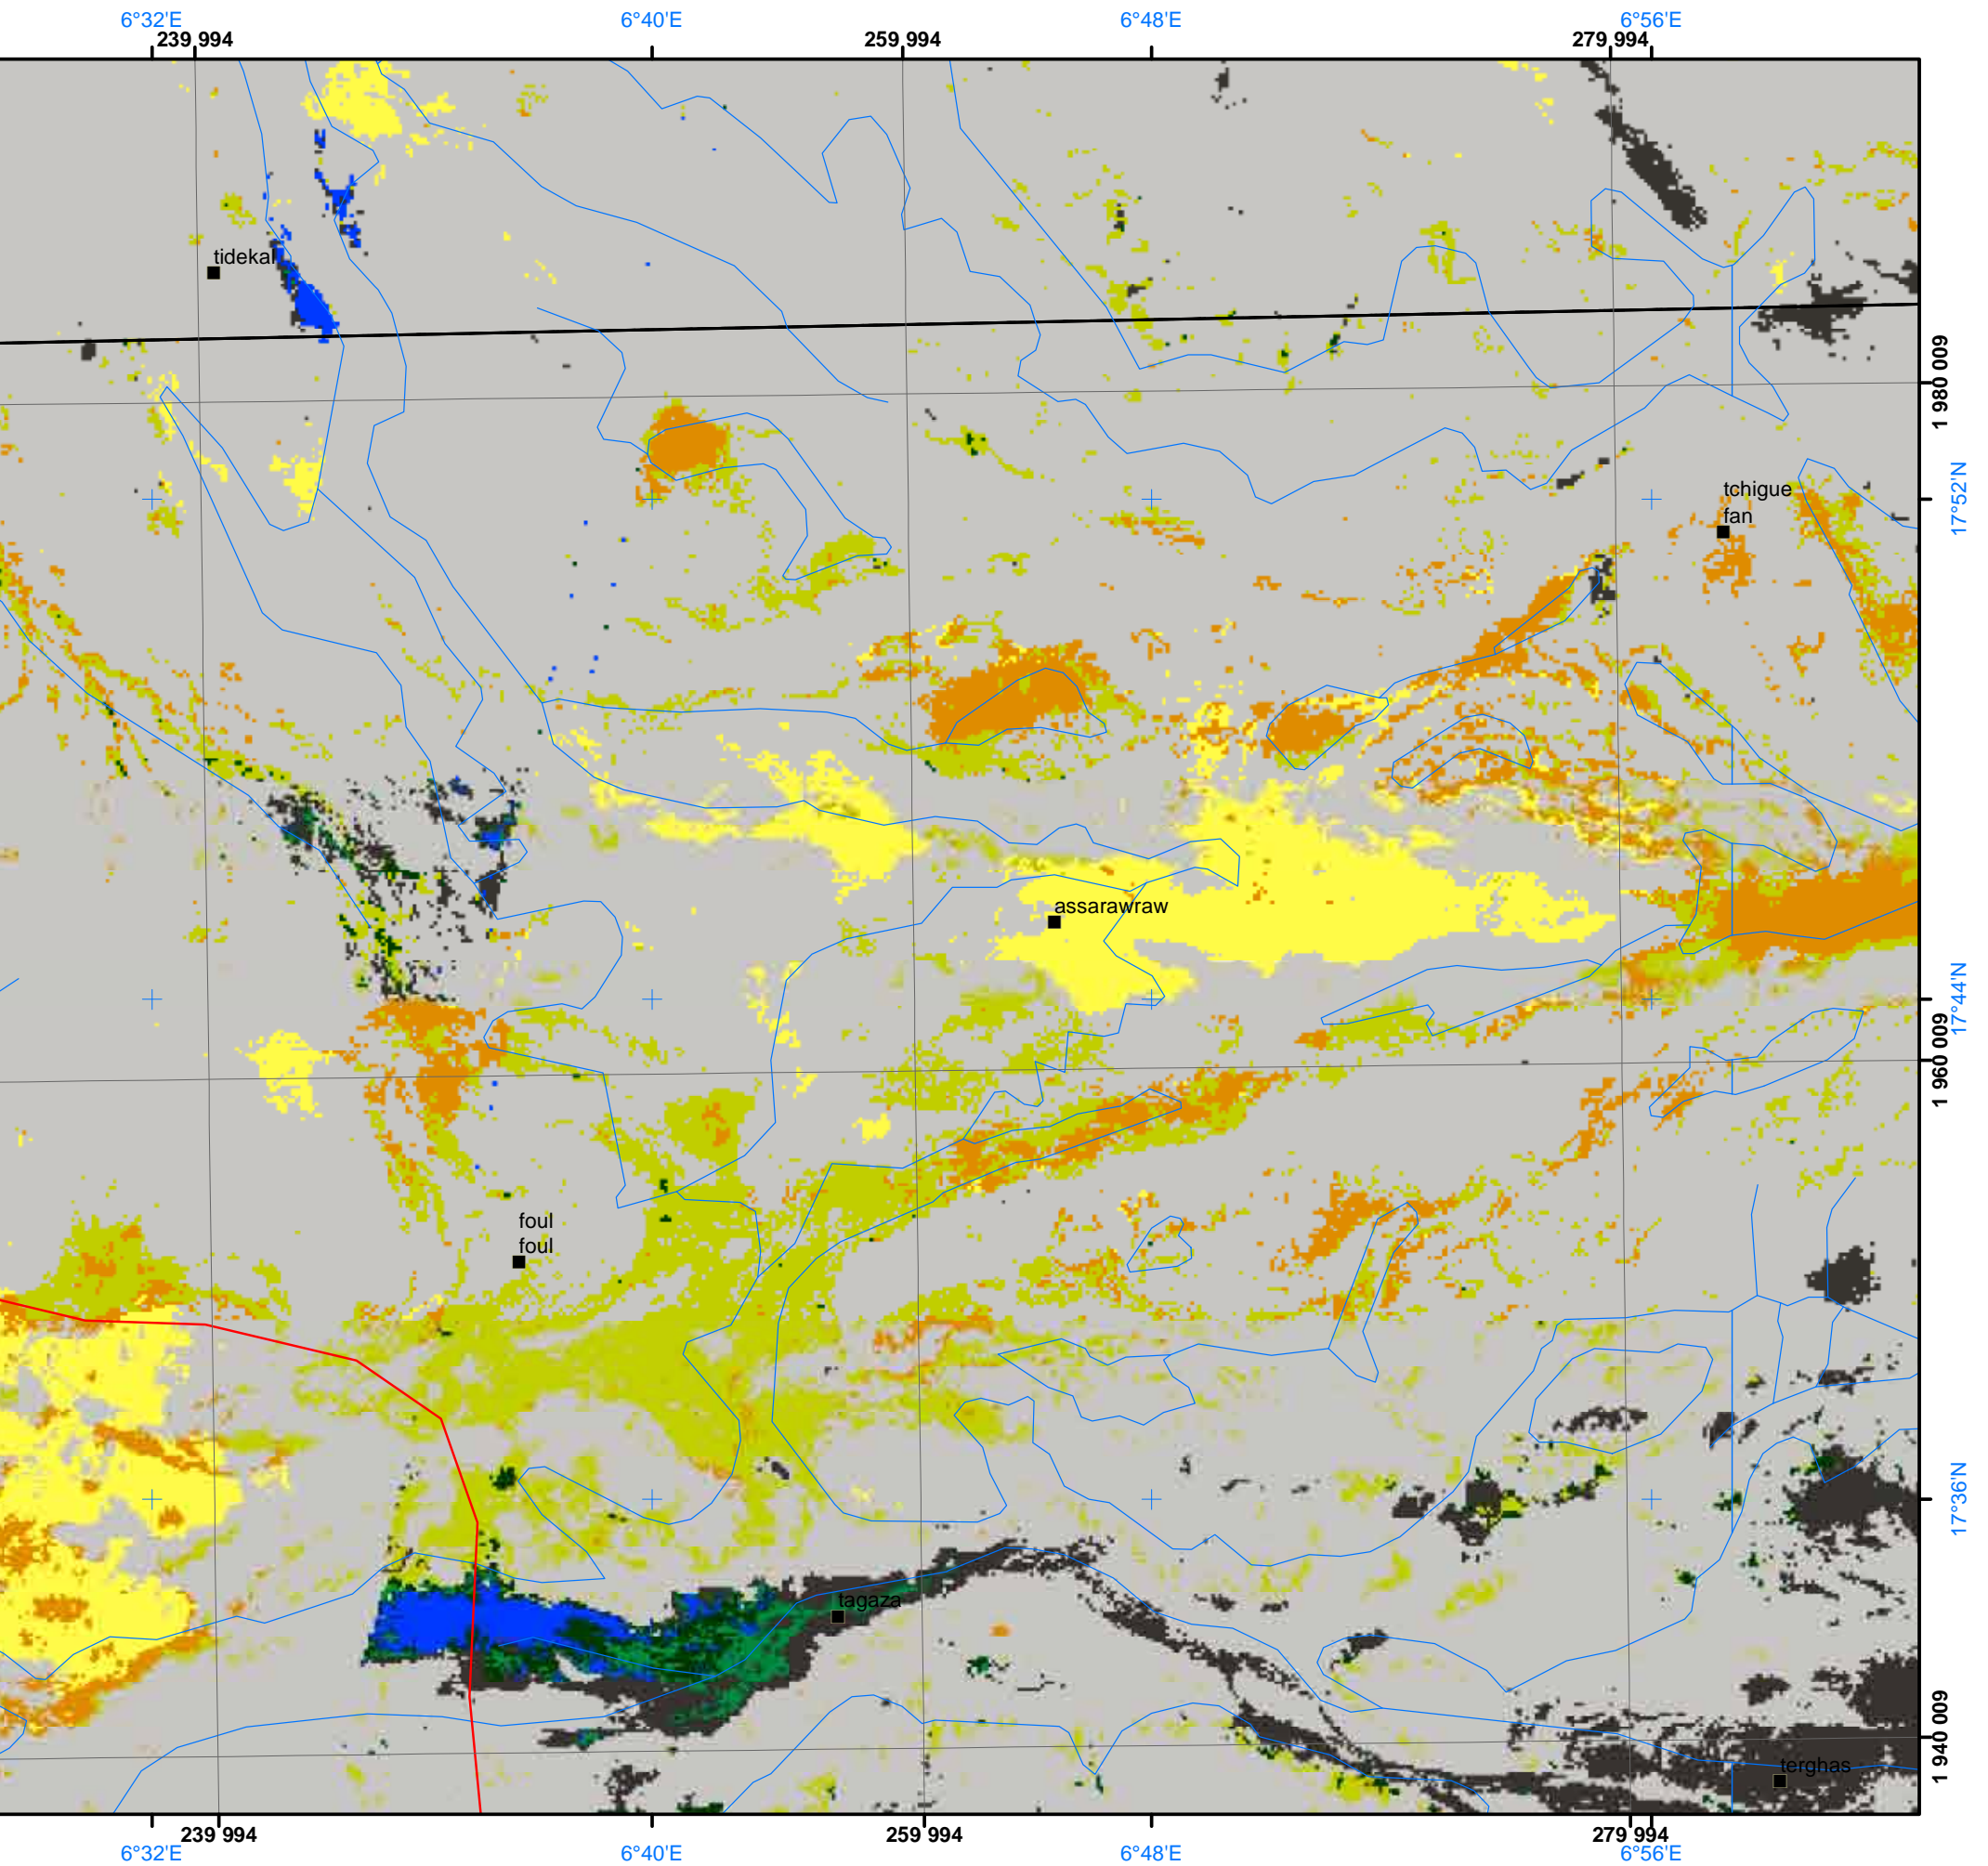 6°32'E 6°40'E 6°48'E 6°56'E
239 994 259 994 279 994
tidekal
1 980 009
17°52'N
tchigue
fan
assarawraw
17°44'N
1 960 009
foul
foul
17°36'N
tagaza
1 940 009
terghas
239 994 259 994 279 994
6°32'E 6°40'E 6°48'E 6°56'E